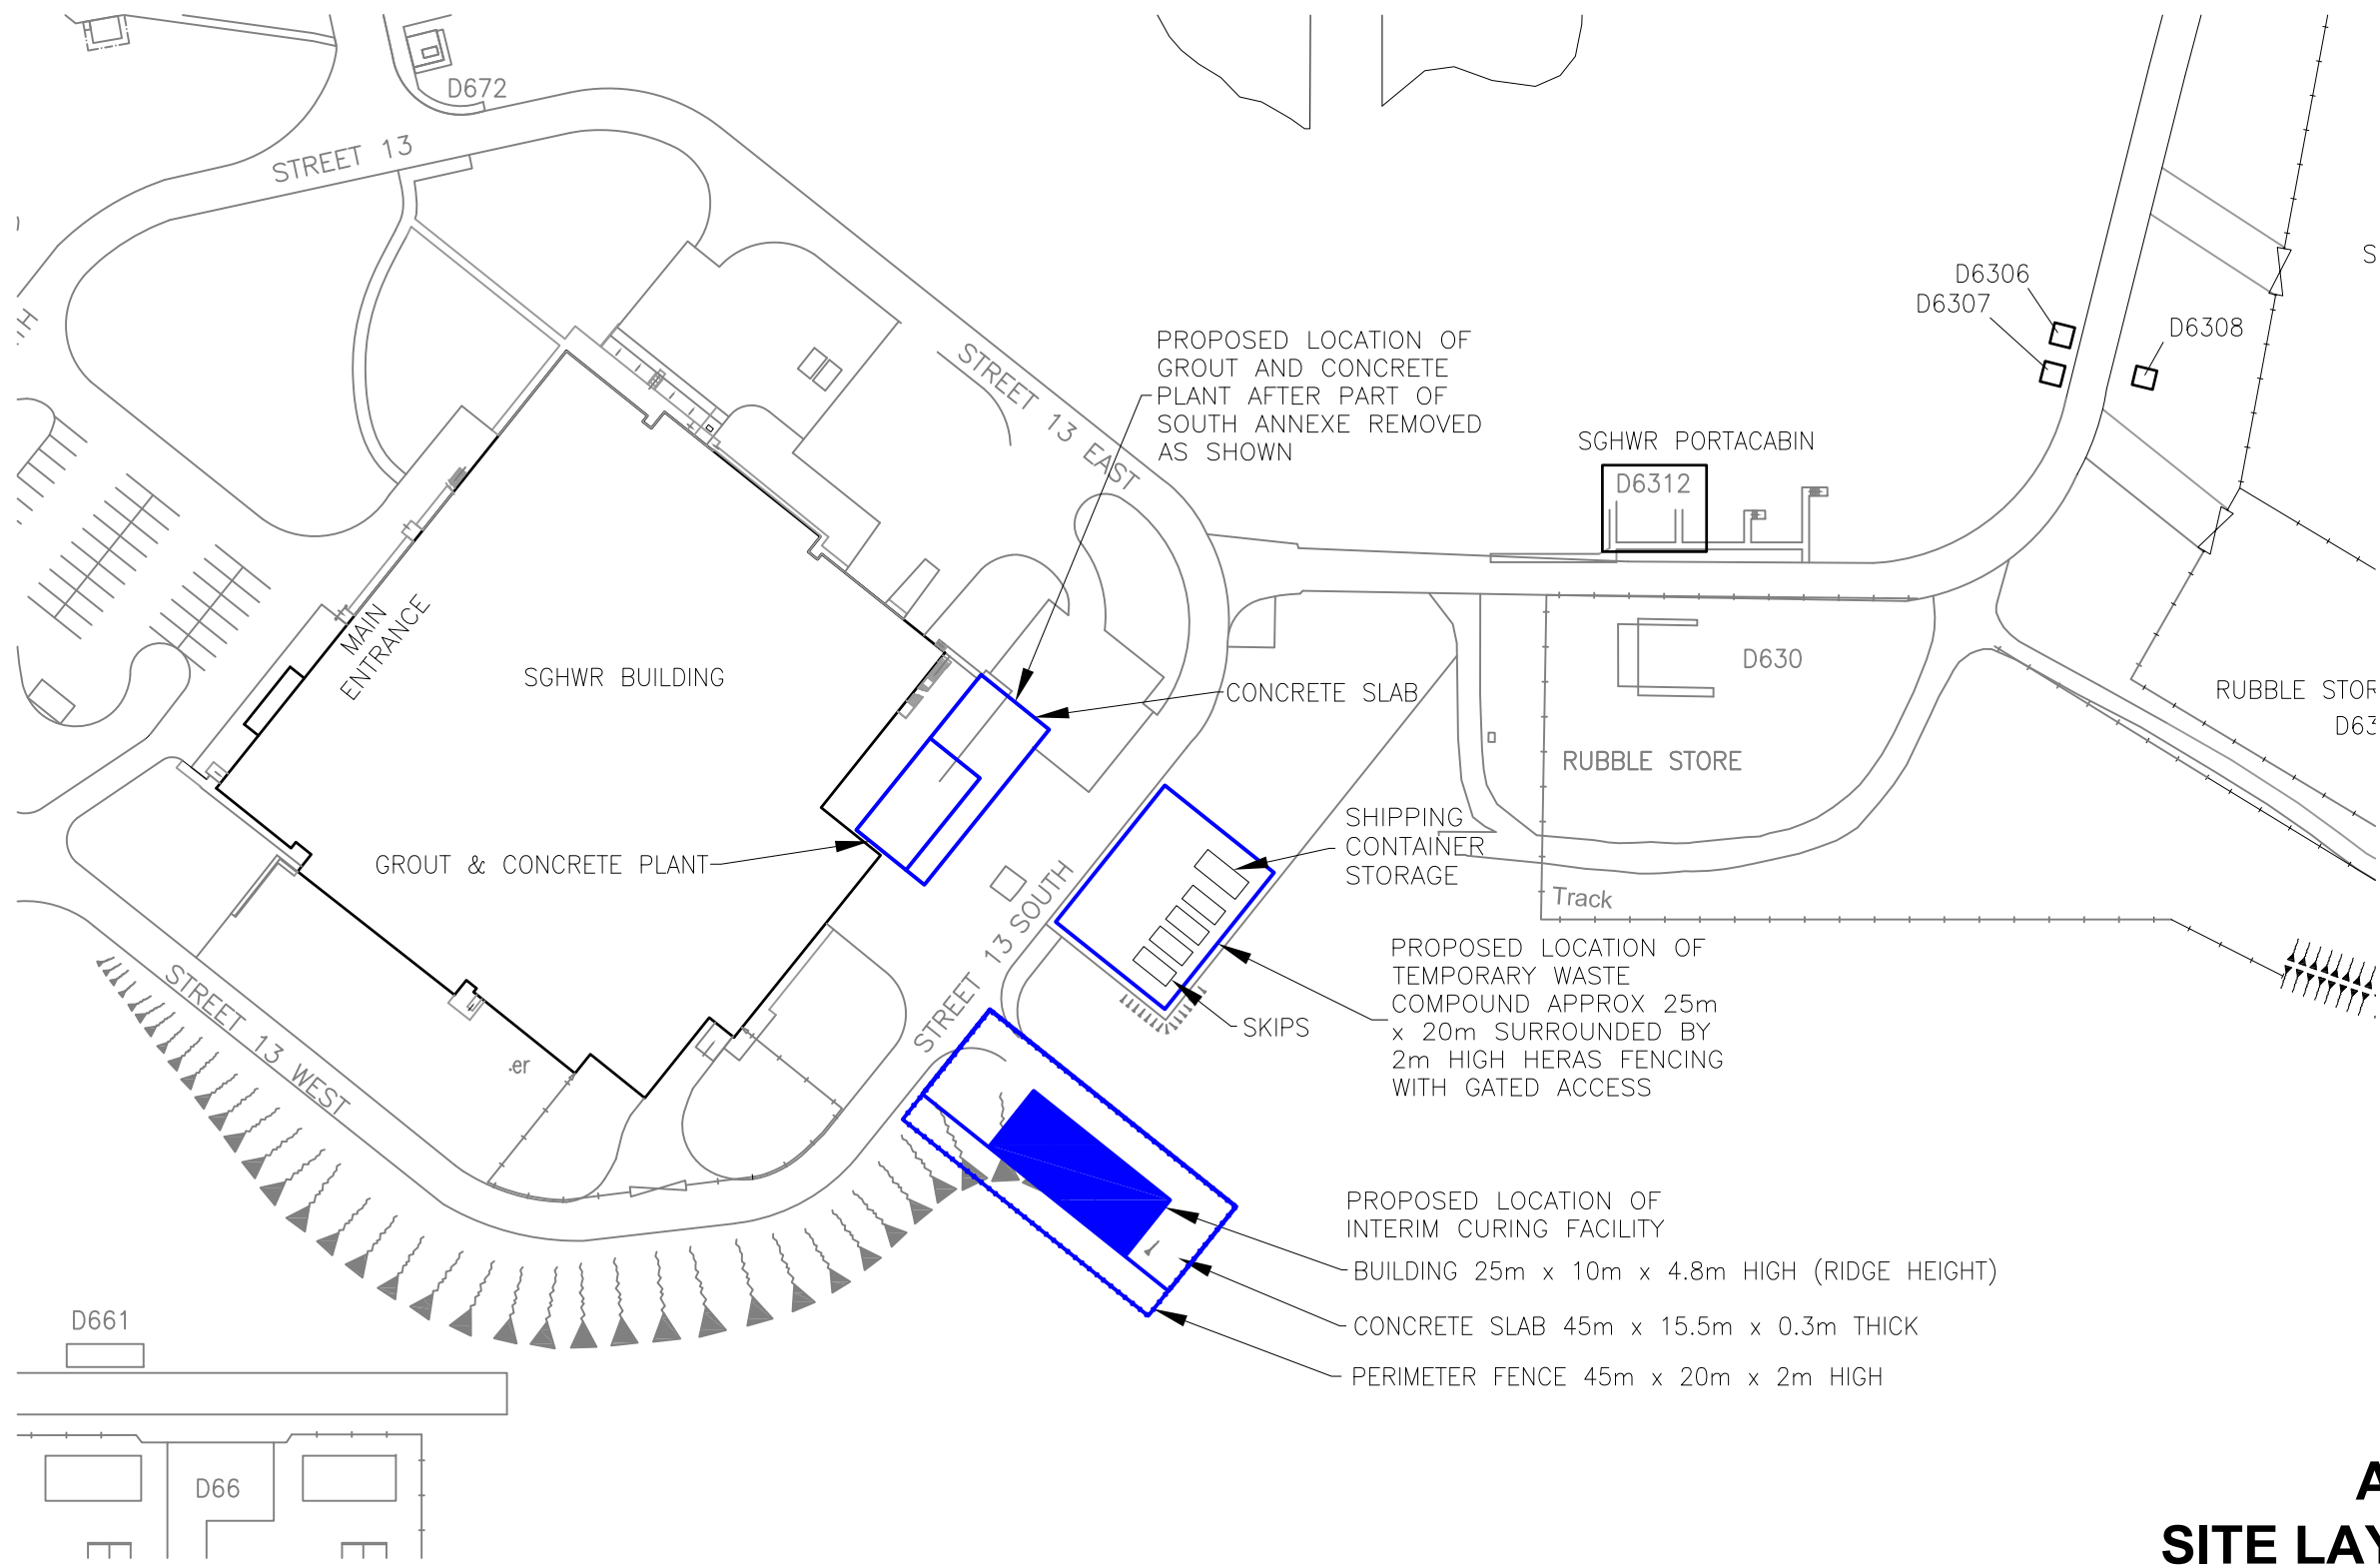 D672
STREET 13
PROPOSED LOCATION OF
GROUT AND CONCRETE
PLANT AFTER PART OF
SOUTH ANNEXE REMOVED
AS SHOWN
STREET 13 EAST
D6306
D6307
D6308
SGHWR PORTACABIN
D6312
MAIN
ENTRANCE
SGHWR BUILDING
CONCRETE SLAB
D630
RUBBLE STORE
RUBBLE STOR
D63
GROUT & CONCRETE PLANT
SHIPPING
CONTAINER
STORAGE
Track
STREET 13 SOUTH
PROPOSED LOCATION OF
TEMPORARY WASTE
COMPOUND APPROX 25m
x 20m SURROUNDED BY
2m HIGH HERAS FENCING
WITH GATED ACCESS
SKIPS
STREET 13 WEST
.er
PROPOSED LOCATION OF
INTERIM CURING FACILITY
BUILDING 25m x 10m x 4.8m HIGH (RIDGE HEIGHT)
CONCRETE SLAB 45m x 15.5m x 0.3m THICK
PERIMETER FENCE 45m x 20m x 2m HIGH
D661
D66
SITE LAY